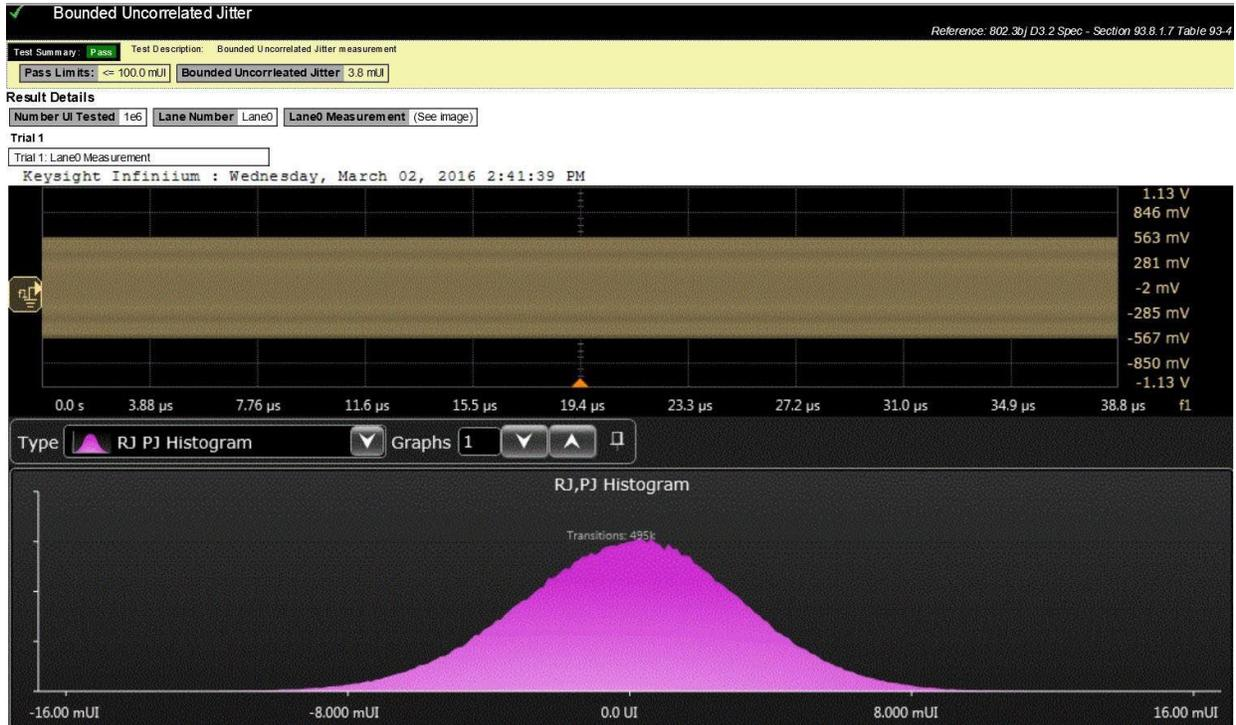 Bounded Uncorrelated Jitter
Reference: 802.3bj D3.2 Spec - Section 93.8.1.7 Table 93-4
Test Summary: Pass Test Description: Bounded Uncorrelated Jitter measurement
Pass Limits: <= 100.0 mUI Bounded Uncorrleated Jitter 3.8 mUI
Result Details
Number UI Tested 1e6 Lane Number Lane0 Lane0 Measurement (See image)
Trial 1
Trial 1: Lane0 Measurement
Keysight Infiniium : Wednesday, March 02, 2016 2:41:39 PM
1.13 V
846 mV
563 mV
281 mV
f1 -2 mV
-285 mV
-567 mV
-850 mV
-1.13 V
0.0 s 3.88 µs 7.76 µs 11.6 µs 15.5 µs 19.4 µs 23.3 µs 27.2 µs 31.0 µs 34.9 µs 38.8 µs f1
Type RJ PJ Histogram Graphs 1
RJ,PJ Histogram
Transitions: 495k
-16.00 mUI -8.000 mUI 0.0 UI 8.000 mUI 16.00 mUI